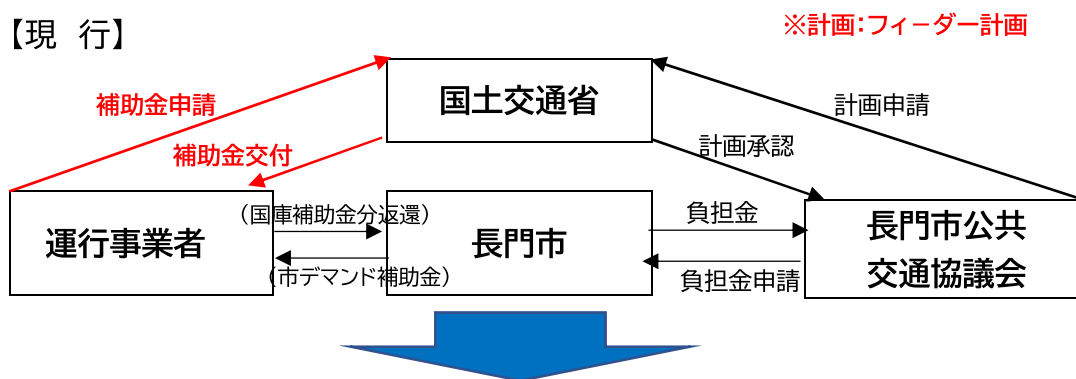 【現　行】
※計画：フィーダー計画
国土交通省
補助金申請
計画申請
補助金交付
計画承認
運行事業者
（国庫補助金分返還）
（市デマンド補助金）
長門市
負担金
負担金申請
長門市公共
交通協議会